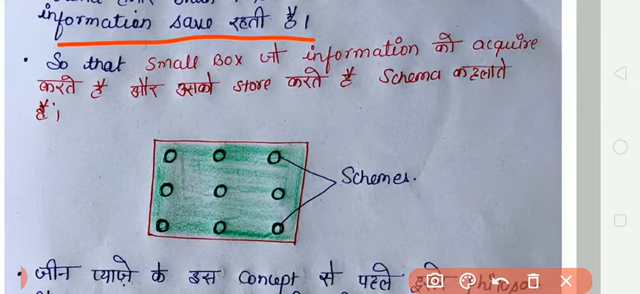 information save रहती है।
• So that small Box जो information को acquire
करते है और उसको store करते है Schema कहलाते
है।
Schemes.
• जीन प्याज़े के इस concept से पहले